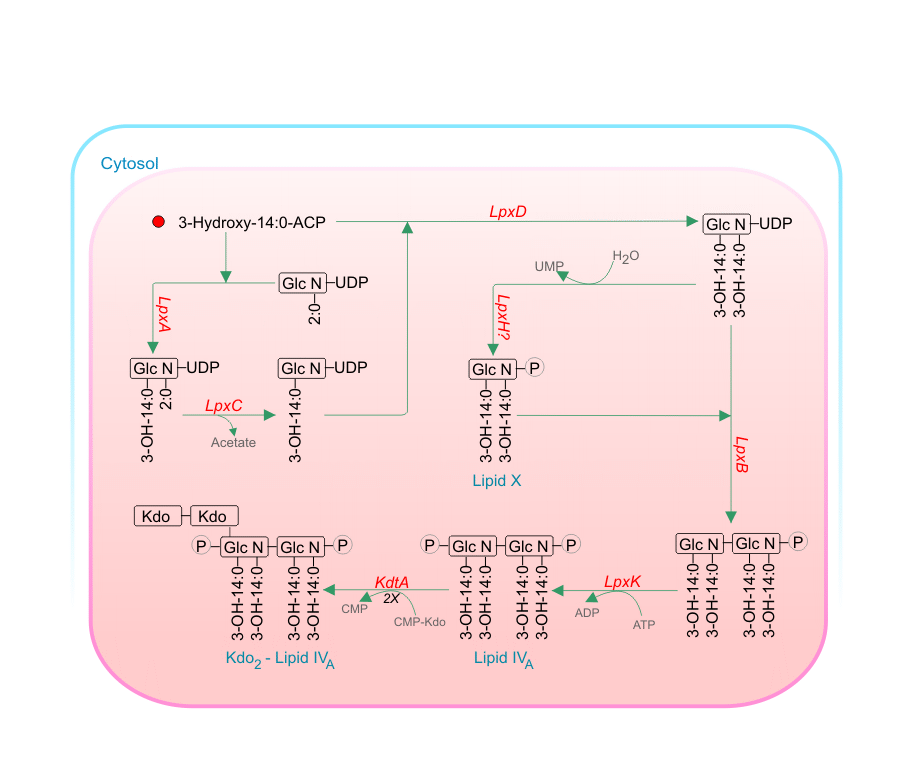 Cytosol
3-Hydroxy-14:0-ACP
LpxD
Glc N
UDP
3-OH-14:0
3-OH-14:0
H2O
UMP
Glc N
UDP
2:0
LpxA
LpxH?
Glc N
UDP
3-OH-14:0
2:0
LpxC
Acetate
Glc N
UDP
3-OH-14:0
Glc N
P
3-OH-14:0
3-OH-14:0
Lipid X
LpxB
Kdo
Kdo
P
Glc N
Glc N
P
3-OH-14:0
3-OH-14:0
3-OH-14:0
3-OH-14:0
Kdo2 - Lipid IVA
KdtA
2X
CMP
CMP-Kdo
P
Glc N
Glc N
P
3-OH-14:0
3-OH-14:0
3-OH-14:0
3-OH-14:0
Lipid IVA
LpxK
ADP
ATP
Glc N
Glc N
P
3-OH-14:0
3-OH-14:0
3-OH-14:0
3-OH-14:0